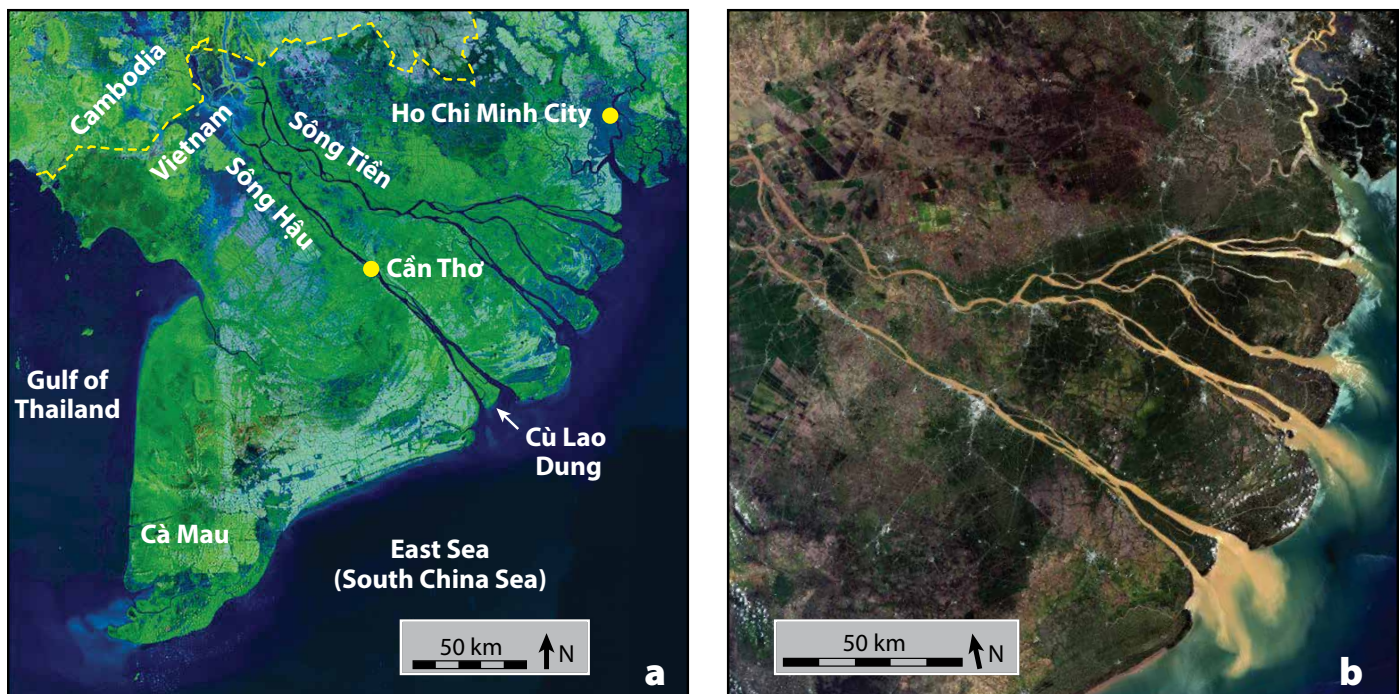 Cambodia
Vietnam
Sông Tiền
Sông Hậu
Ho Chi Minh City
Cần Thơ
Gulf of
Thailand
Cù Lao
Dung
Cà Mau
East Sea
(South China Sea)
50 km
N
a
50 km
N
b